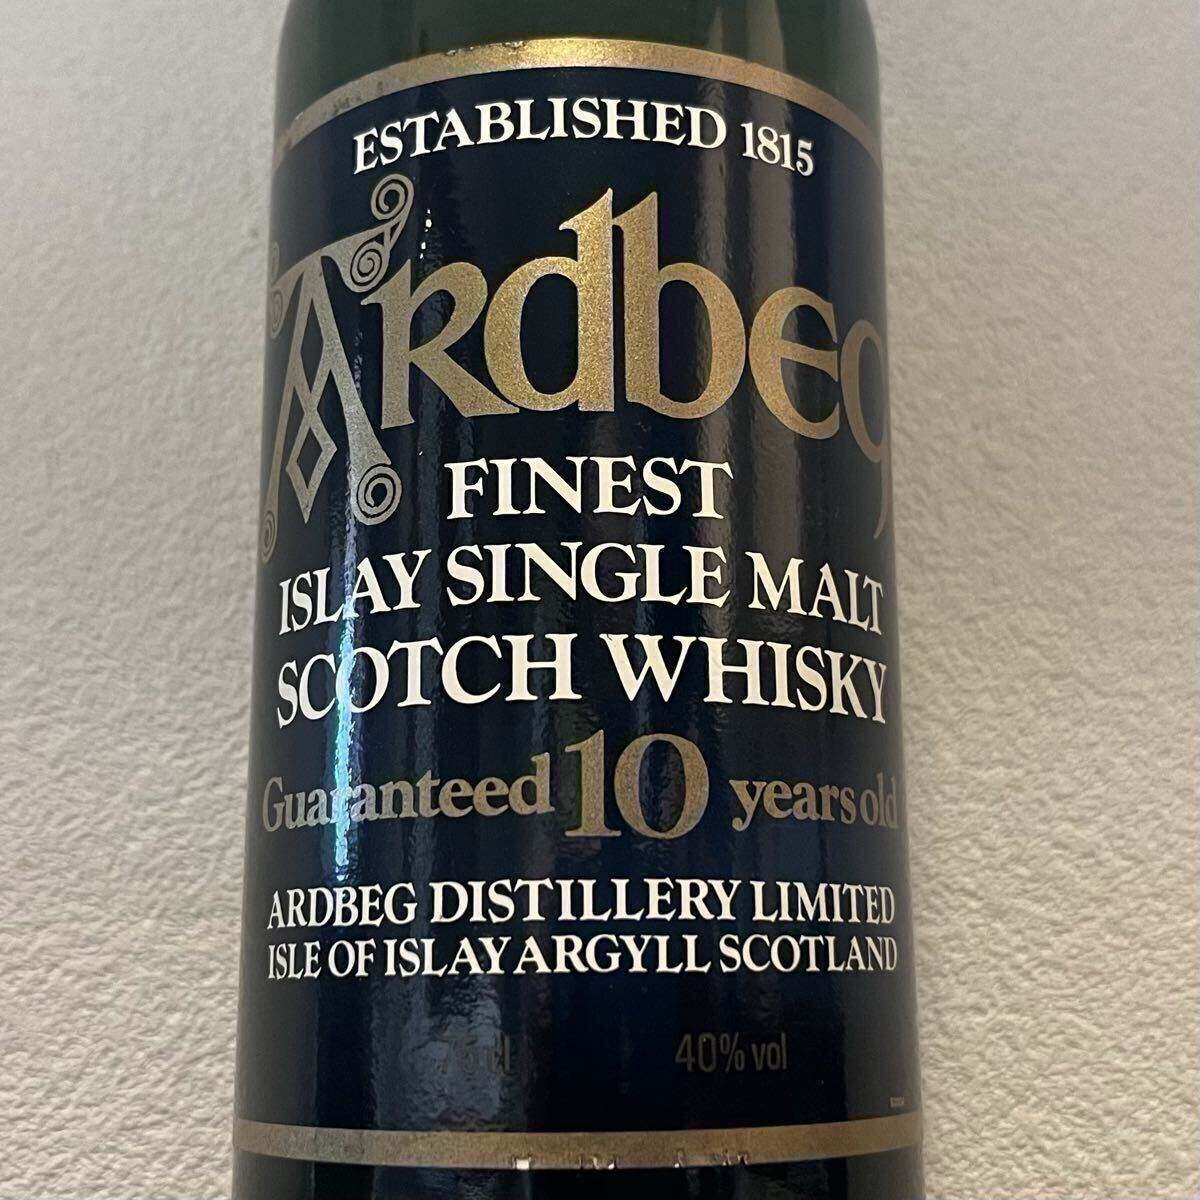 ESTABLISHED 1815
Ardbeg
FINEST
ISLAY SINGLE MALT
SCOTCH WHISKY
Guaranteed 10 years old
ARDBEG DISTILLERY LIMITED
ISLE OF ISLAY ARGYLL SCOTLAND
75cl 40% vol